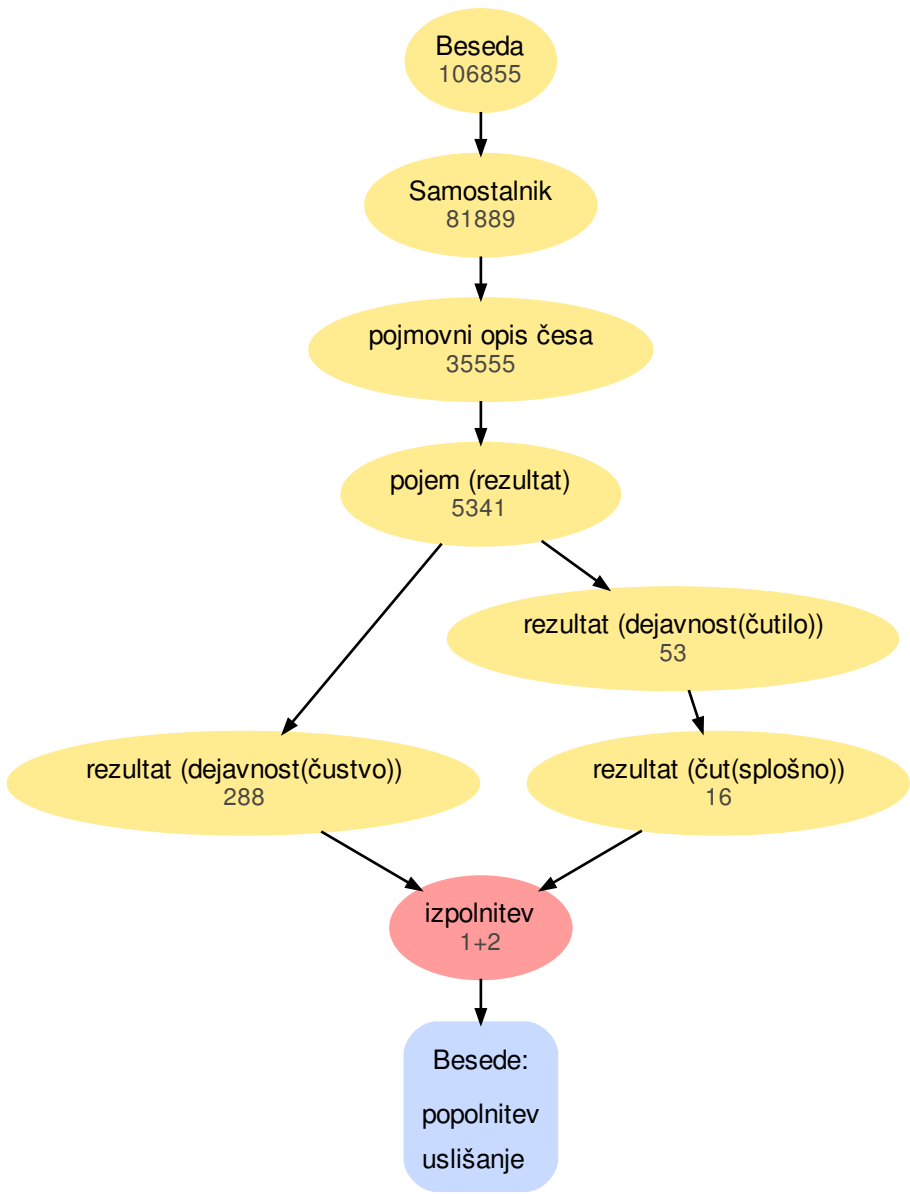 Beseda
106855
Samostalnik
81889
pojmovni opis česa
35555
pojem (rezultat)
5341
rezultat (dejavnost(čutilo))
53
rezultat (dejavnost(čustvo))
288
rezultat (čut(splošno))
16
izpolnitev
1+2
Besede:
popolnitev
uslišanje